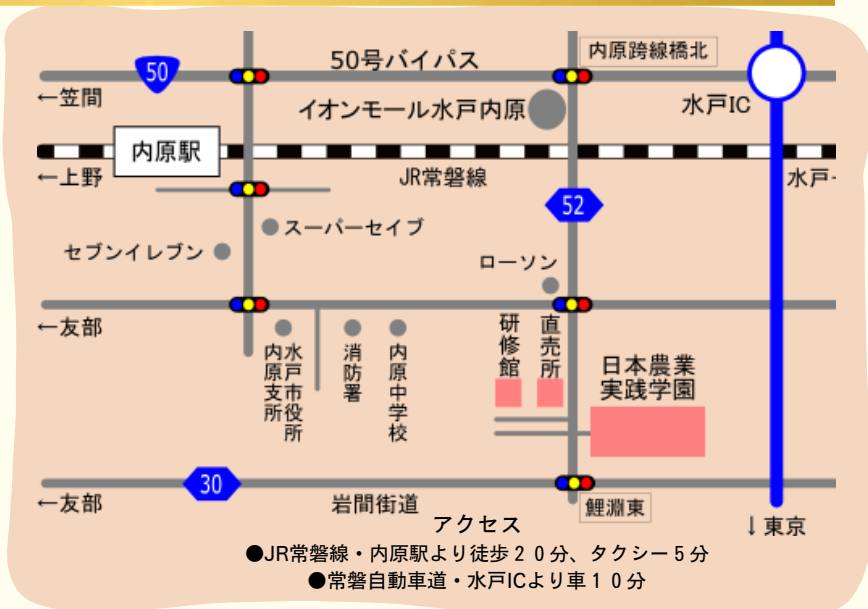 50
50号バイパス
内原跨線橋北
←笠間
イオンモール水戸内原
水戸IC
内原駅
←上野
JR常磐線
水戸
52
スーパーセイブ
セブンイレブン
ローソン
←友部
水戸市役所
内原支所
消防署
内原中学校
研修館
直売所
日本農業
実践学園
30
←友部
岩間街道
鯉淵東
↓東京
アクセス
●JR常磐線・内原駅より徒歩20分、タクシー5分
●常磐自動車道・水戸ICより車10分